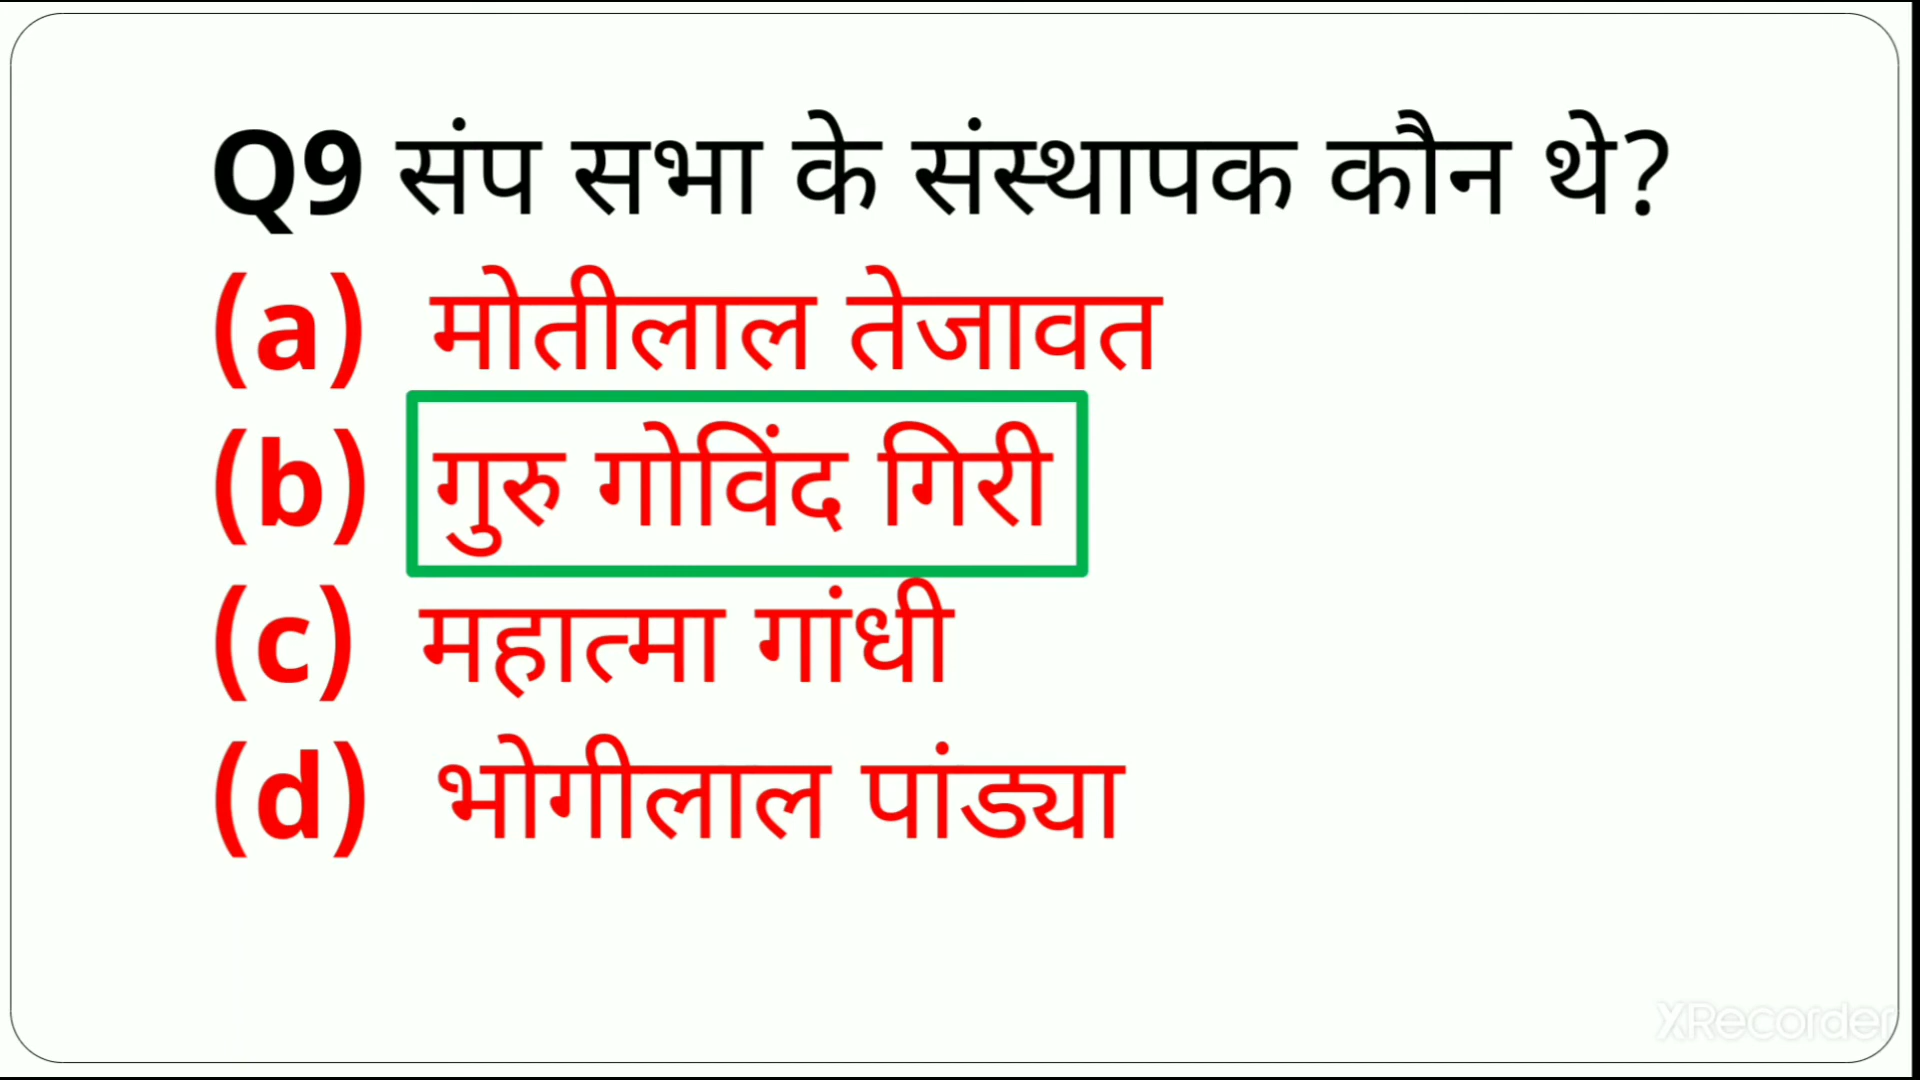 Q9 संप सभा के संस्थापक कौन थे?
(a) मोतीलाल तेजावत
(b) गुरु गोविंद गिरी
(c) महात्मा गांधी
(d) भोगीलाल पांड्या
XRecorder